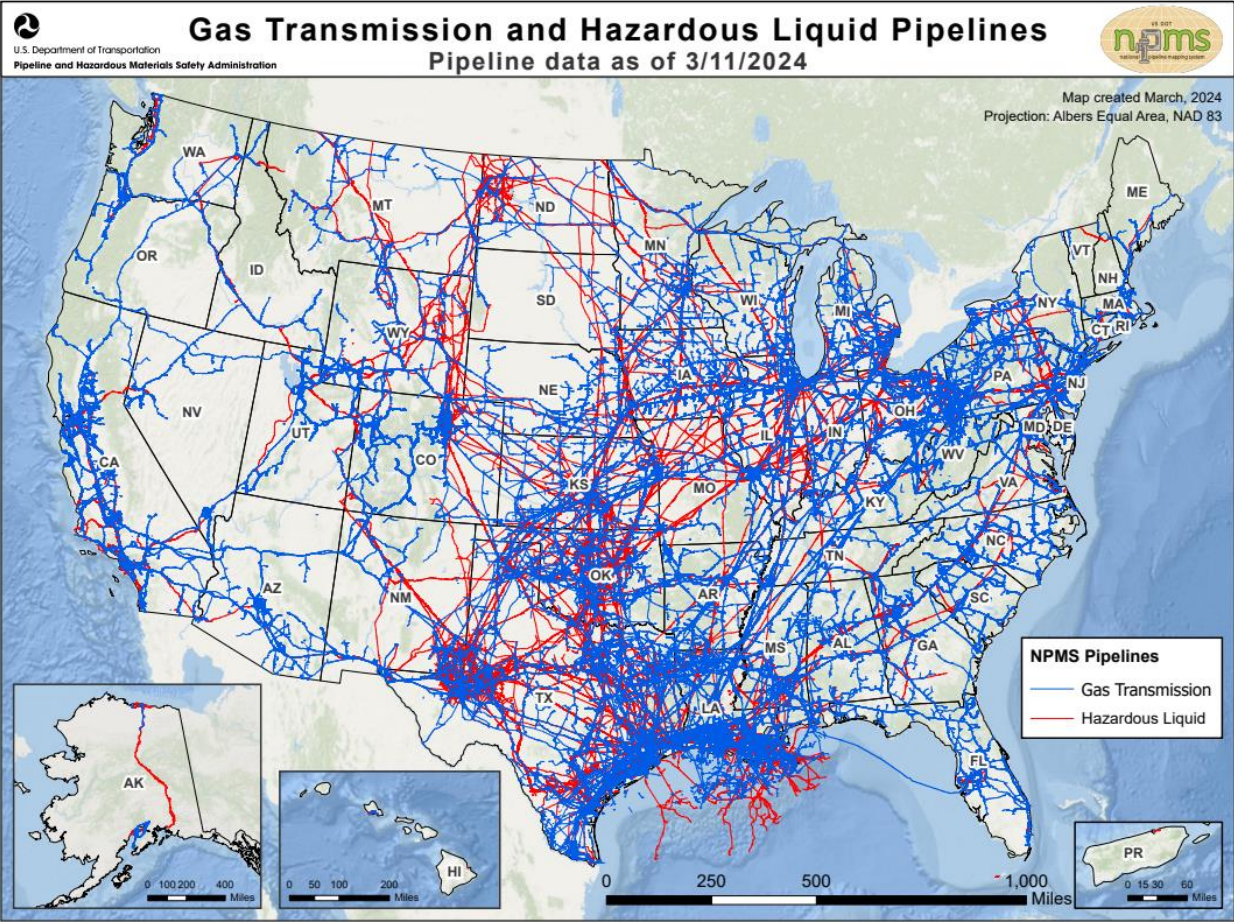 Gas Transmission and Hazardous Liquid Pipelines
Pipeline data as of 3/11/2024
U.S. Department of Transportation
Pipeline and Hazardous Materials Safety Administration
US DOT
npms
national pipeline mapping system
Map created March, 2024
Projection: Albers Equal Area, NAD 83
WA
MT
ND
MN
ME
OR
ID
SD
WI
MI
VT
NH
NY
MA
CT
RI
WY
IA
NE
PA
NJ
NV
UT
CO
IL
IN
OH
MD
DE
WV
CA
KS
MO
KY
VA
AZ
NM
OK
AR
TN
NC
SC
MS
AL
GA
TX
LA
FL
NPMS Pipelines
Gas Transmission
Hazardous Liquid
AK
0 100 200 400
Miles
HI
0 50 100 200
Miles
0 250 500 1,000
Miles
PR
0 15 30 60
Miles